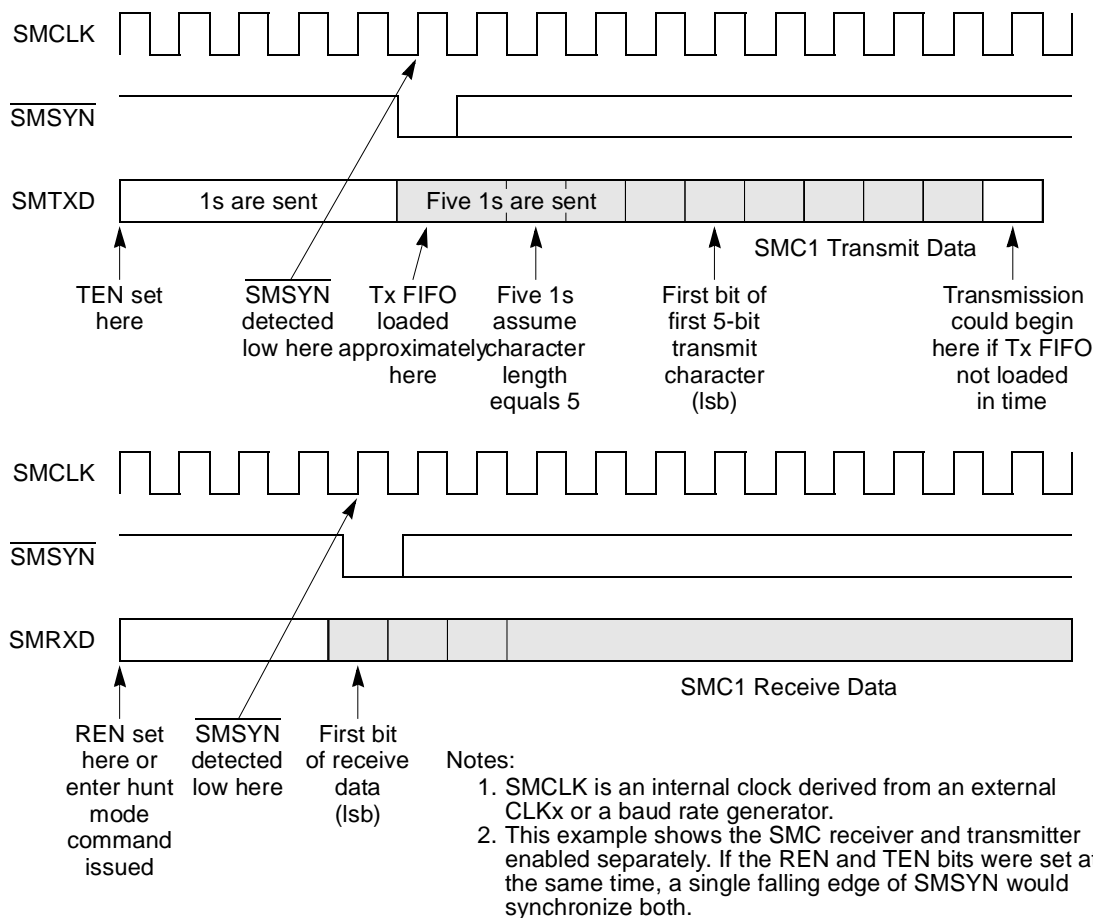 SMCLK
SMSYN
SMTXD
1s are sent
Five 1s are sent
SMC1 Transmit Data
TEN set
here
SMSYN
detected
low here
Tx FIFO
loaded
approximately
here
Five 1s
assume
character
length
equals 5
First bit of
first 5-bit
transmit
character
(lsb)
Transmission
could begin
here if Tx FIFO
not loaded
in time
SMCLK
SMSYN
SMRXD
SMC1 Receive Data
REN set
here or
enter hunt
mode
command
issued
SMSYN
detected
low here
First bit
of receive
data
(lsb)
Notes:
1. SMCLK is an internal clock derived from an external
CLKx or a baud rate generator.
2. This example shows the SMC receiver and transmitter
enabled separately. If the REN and TEN bits were set at
the same time, a single falling edge of SMSYN would
synchronize both.